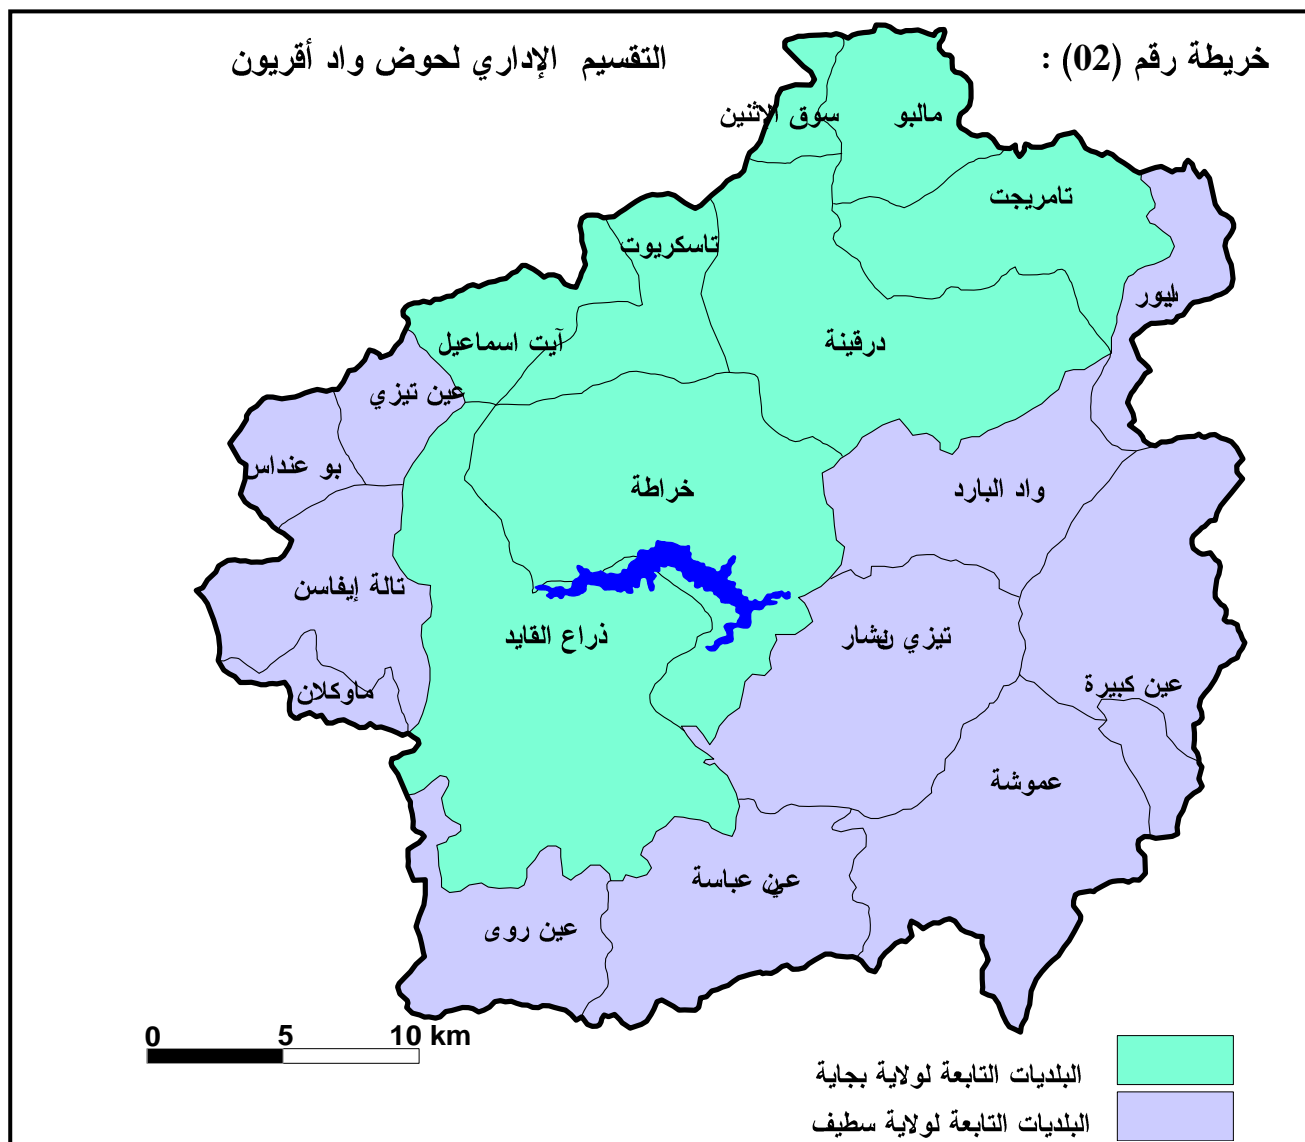 خريطة رقم (02) : التقسيم الإداري لحوض واد أقريون
سوق الاثنين
مالبو
تامريجت
تاسكريوت
درقينة
آيت اسماعيل
عين تيزي
بو عنداس
خراطة
واد البارد
تالة إيفاسن
ذراع القايد
تيزي نبشار
ماوكلان
عين كبيرة
عموشة
عين عباسة
عين روى
0 5 10 km
البلديات التابعة لولاية بجاية
البلديات التابعة لولاية سطيف